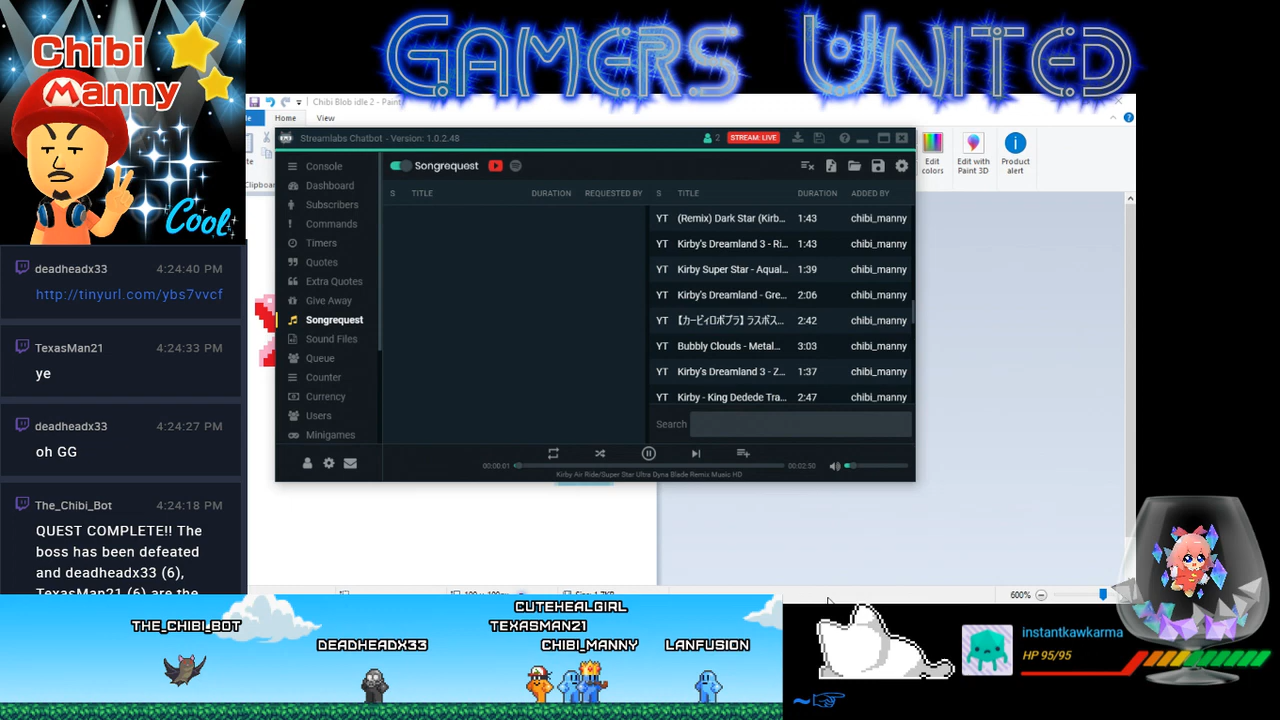 Chibi
Manny
Cool
GAMERS UNITED
deadheadx33 4:24:40 PM
http://tinyurl.com/ybs7vvcf
TexasMan21 4:24:33 PM
ye
deadheadx33 4:24:27 PM
oh GG
The_Chibi_Bot 4:24:18 PM
QUEST COMPLETE!! The
boss has been defeated
and deadheadx33 (6),
TexasMan21 (6) are the
Chibi Blob idle 2 - Paint
Home View
Edit
colors
Edit with
Paint 3D
Product
alert
Streamlabs Chatbot - Version: 1.0.2.48
2 STREAM: LIVE
Console
Dashboard
Subscribers
Commands
Timers
Quotes
Extra Quotes
Give Away
Songrequest
Sound Files
Queue
Counter
Currency
Users
Minigames
Songrequest
S TITLE DURATION REQUESTED BY
S TITLE DURATION ADDED BY
YT (Remix) Dark Star (Kirb... 1:43 chibi_manny
YT Kirby's Dreamland 3 - Ri... 1:43 chibi_manny
YT Kirby Super Star - Aqual... 1:39 chibi_manny
YT Kirby's Dreamland - Gre... 2:06 chibi_manny
YT 【カービィロボプラ】ラスボス... 2:42 chibi_manny
YT Bubbly Clouds - Metal... 3:03 chibi_manny
YT Kirby's Dreamland 3 - Z... 1:37 chibi_manny
YT Kirby - King Dedede Tra... 2:47 chibi_manny
Search
00:00:01 00:02:50
Kirby Air Ride/Super Star Ultra Dyna Blade Remix Music HD
600%
THE_CHIBI_BOT
DEADHEADX33
CUTEHEALGIRL
TEXASMAN21
CHIBI_MANNY
LANFUSION
instantkawkarma
HP 95/95